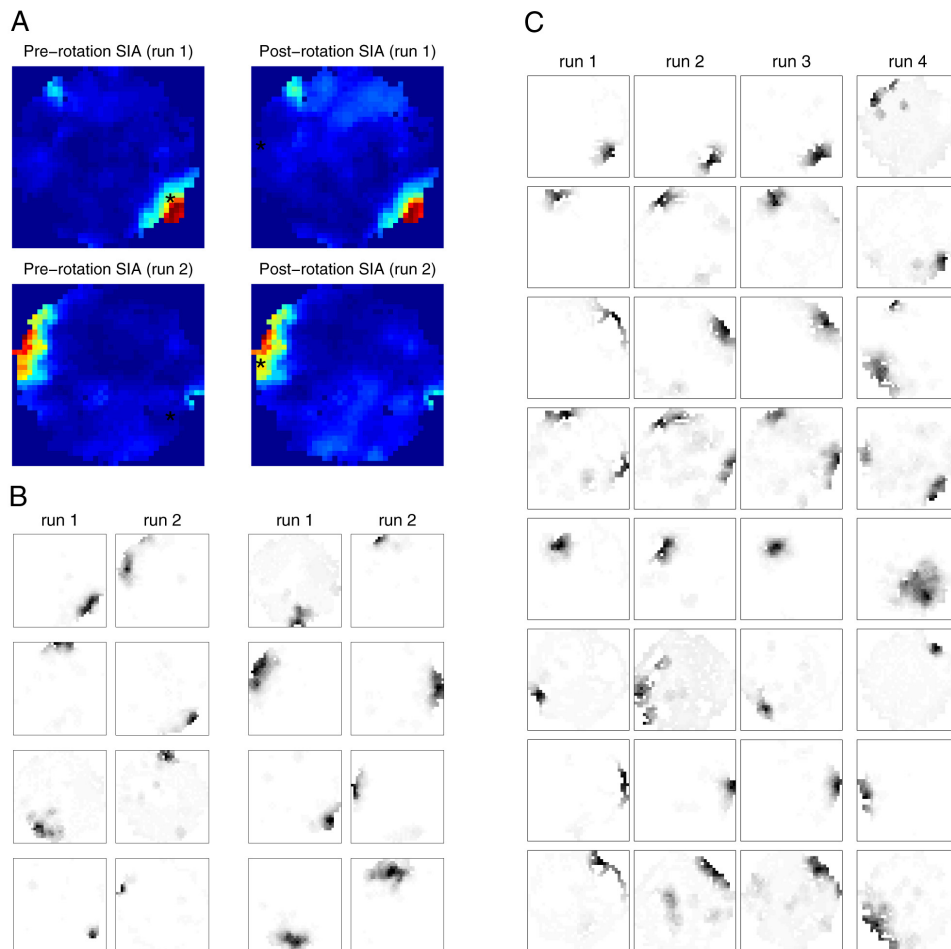 A
Pre−rotation SIA (run 1)
Post−rotation SIA (run 1)
*
*
Pre−rotation SIA (run 2)
Post−rotation SIA (run 2)
*
*
B
run 1
run 2
run 1
run 2
C
run 1
run 2
run 3
run 4